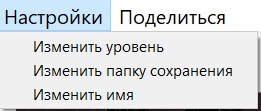 Настройки Поделиться
Изменить уровень
Изменить папку сохранения
Изменить имя